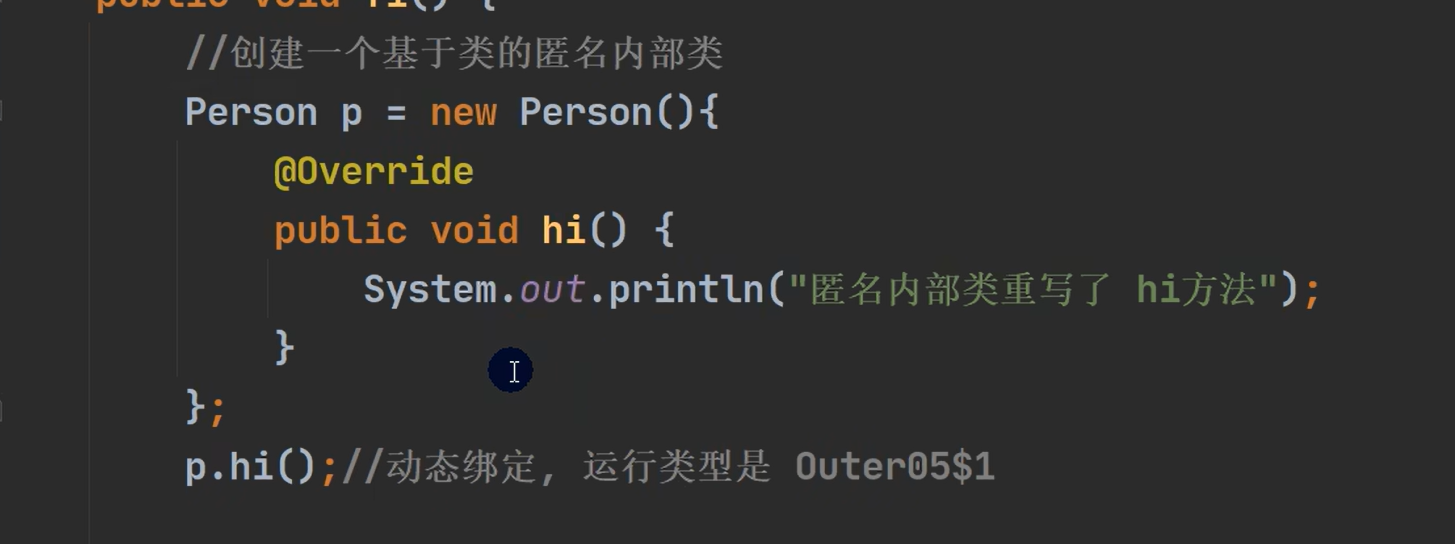 public void f1() {
//创建一个基于类的匿名内部类
Person p = new Person(){
@Override
public void hi() {
System.out.println("匿名内部类重写了 hi方法");
}
};
p.hi();//动态绑定, 运行类型是 Outer05$1